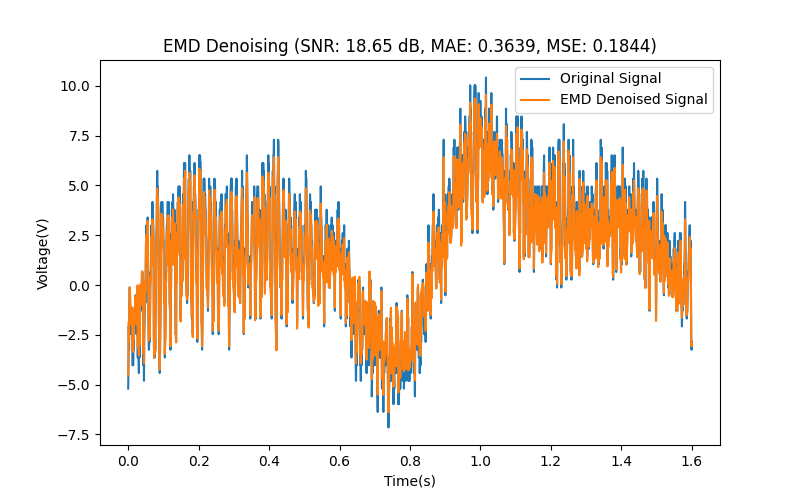 EMD Denoising (SNR: 18.65 dB, MAE: 0.3639, MSE: 0.1844)
Original Signal
EMD Denoised Signal
10.0
7.5
5.0
2.5
0.0
−2.5
−5.0
−7.5
Voltage(V)
0.0 0.2 0.4 0.6 0.8 1.0 1.2 1.4 1.6
Time(s)